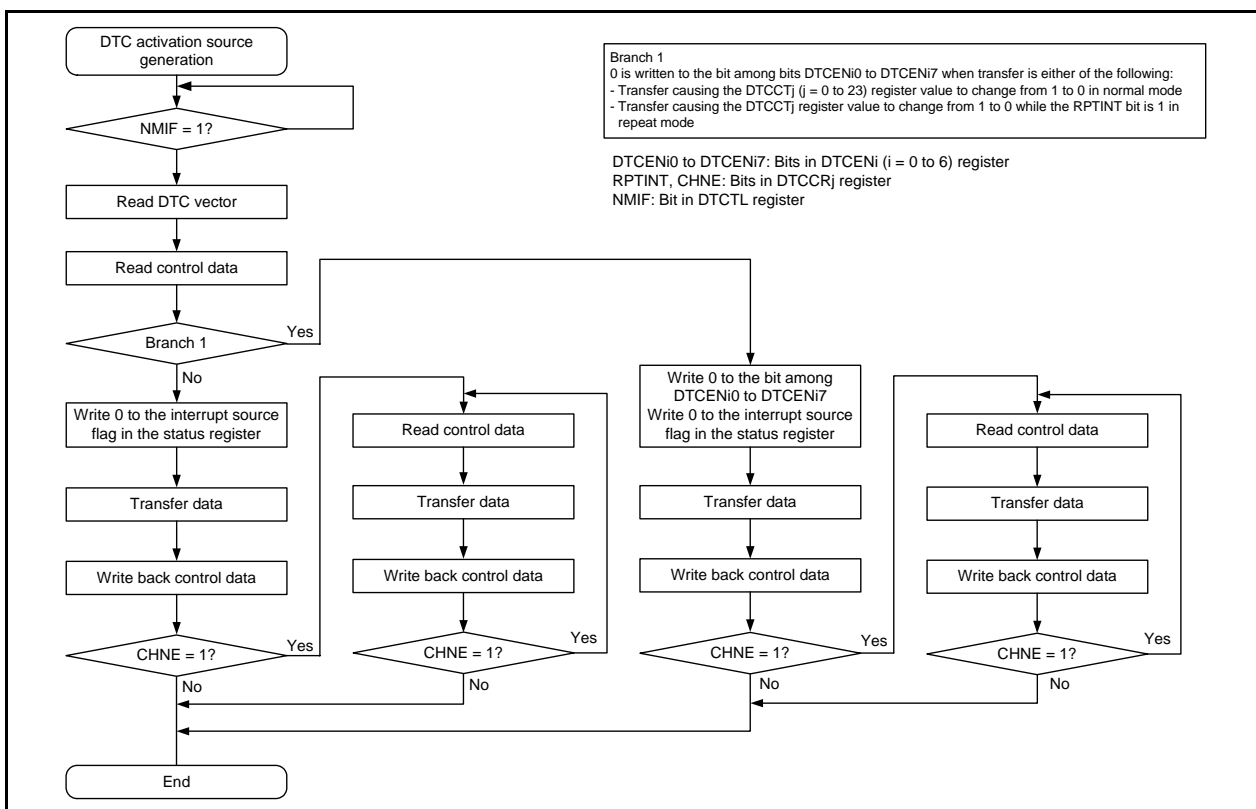 DTC activation source
generation
NMIF = 1?
Read DTC vector
Read control data
Branch 1
Yes
No
Write 0 to the interrupt source
flag in the status register
Transfer data
Write back control data
CHNE = 1?
Yes
No
Read control data
Transfer data
Write back control data
CHNE = 1?
Yes
No
Write 0 to the bit among
DTCENi0 to DTCENi7
Write 0 to the interrupt source
flag in the status register
Transfer data
Write back control data
CHNE = 1?
Yes
No
Read control data
Transfer data
Write back control data
CHNE = 1?
Yes
No
End
Branch 1
0 is written to the bit among bits DTCENi0 to DTCENi7 when transfer is either of the following:
- Transfer causing the DTCCTj (j = 0 to 23) register value to change from 1 to 0 in normal mode
- Transfer causing the DTCCTj register value to change from 1 to 0 while the RPTINT bit is 1 in
repeat mode
DTCENi0 to DTCENi7: Bits in DTCENi (i = 0 to 6) register
RPTINT, CHNE: Bits in DTCCRj register
NMIF: Bit in DTCTL register